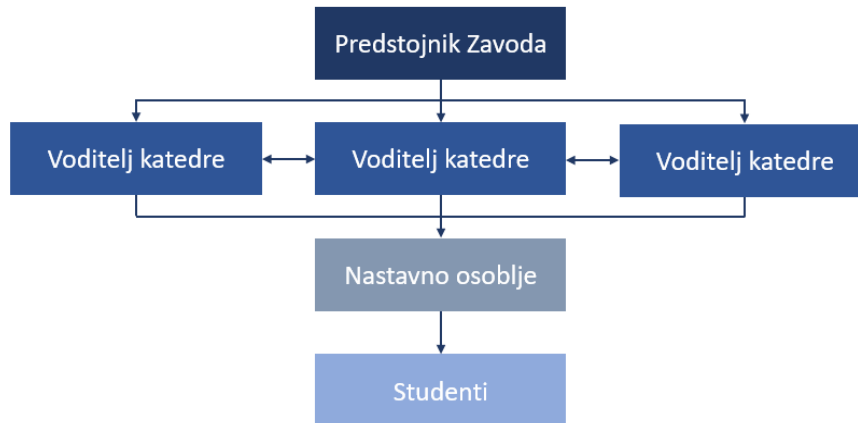 Predstojnik Zavoda
Voditelj katedre
Voditelj katedre
Voditelj katedre
Nastavno osoblje
Studenti